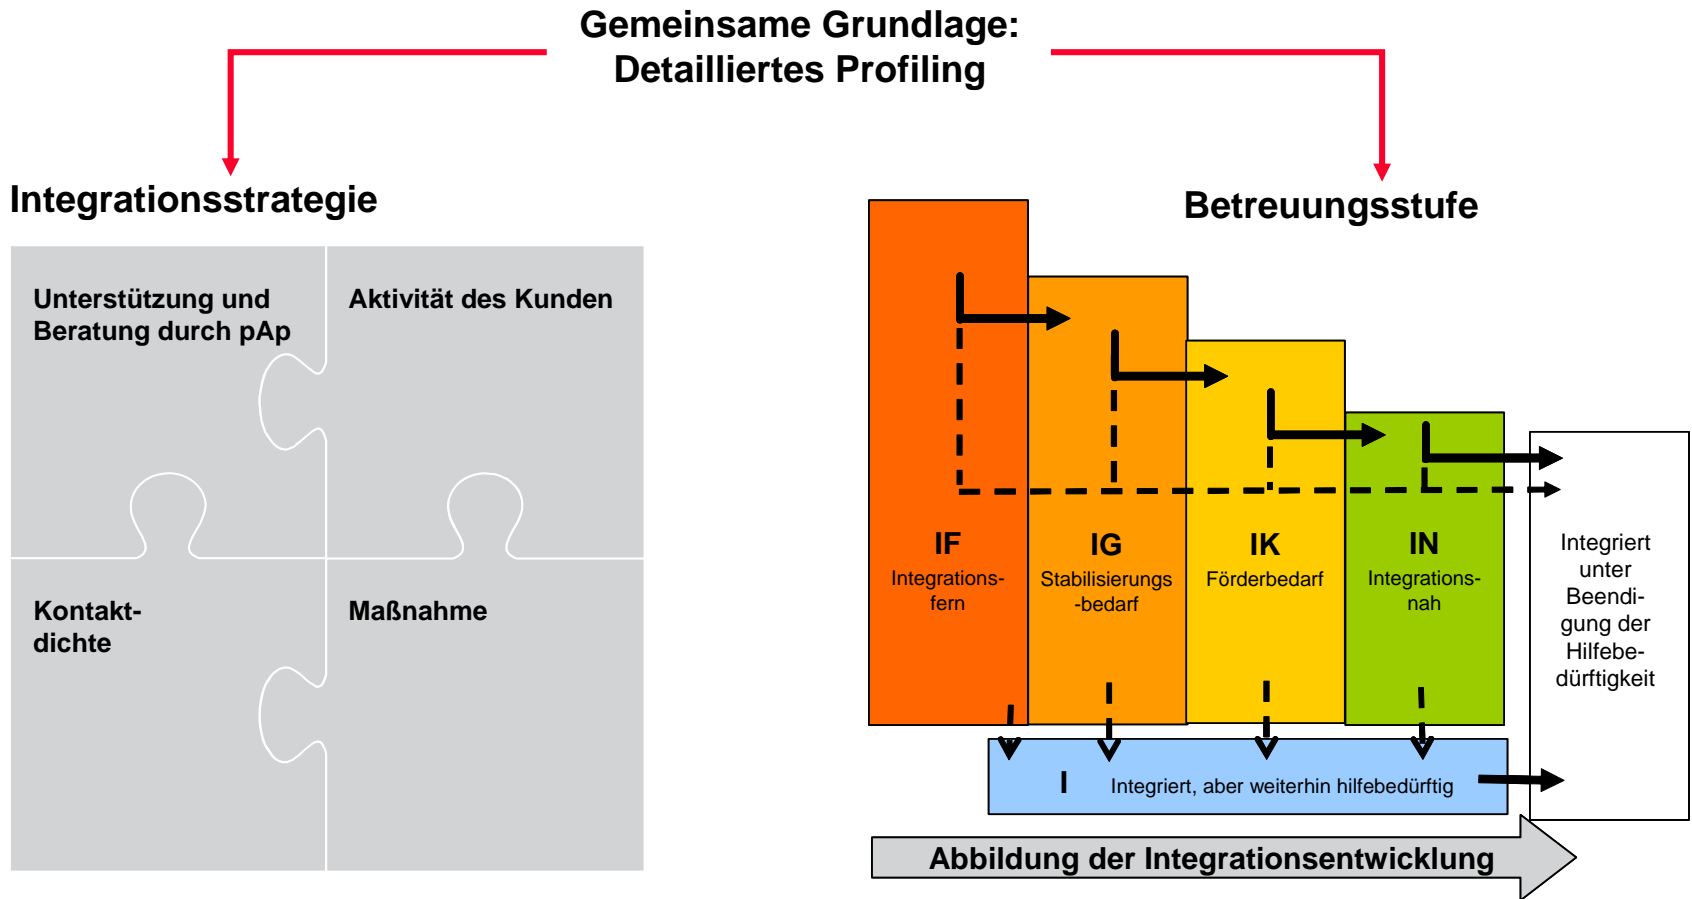 Gemeinsame Grundlage:
Detailliertes Profiling
Integrationsstrategie
Unterstützung und
Beratung durch pAp
Aktivität des Kunden
Kontakt-
dichte
Maßnahme
Betreuungsstufe
IF
Integrations-
fern
IG
Stabilisierungs
-bedarf
IK
Förderbedarf
IN
Integrations-
nah
Integriert
unter
Beendi-
gung der
Hilfebe-
dürftigkeit
I Integriert, aber weiterhin hilfebedürftig
Abbildung der Integrationsentwicklung